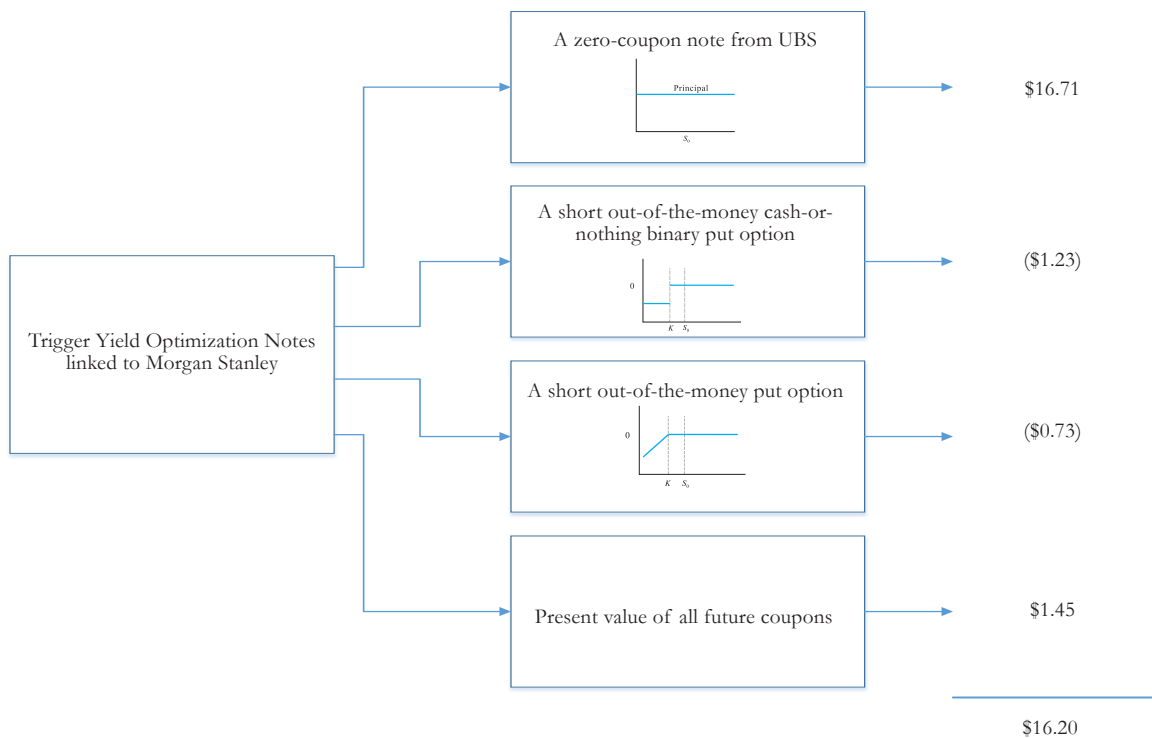 A zero-coupon note from UBS
Principal
S₀
$16.71
A short out-of-the-money cash-or-
nothing binary put option
0
K
S₀
($1.23)
Trigger Yield Optimization Notes
linked to Morgan Stanley
A short out-of-the-money put option
0
K
S₀
($0.73)
Present value of all future coupons
$1.45
$16.20